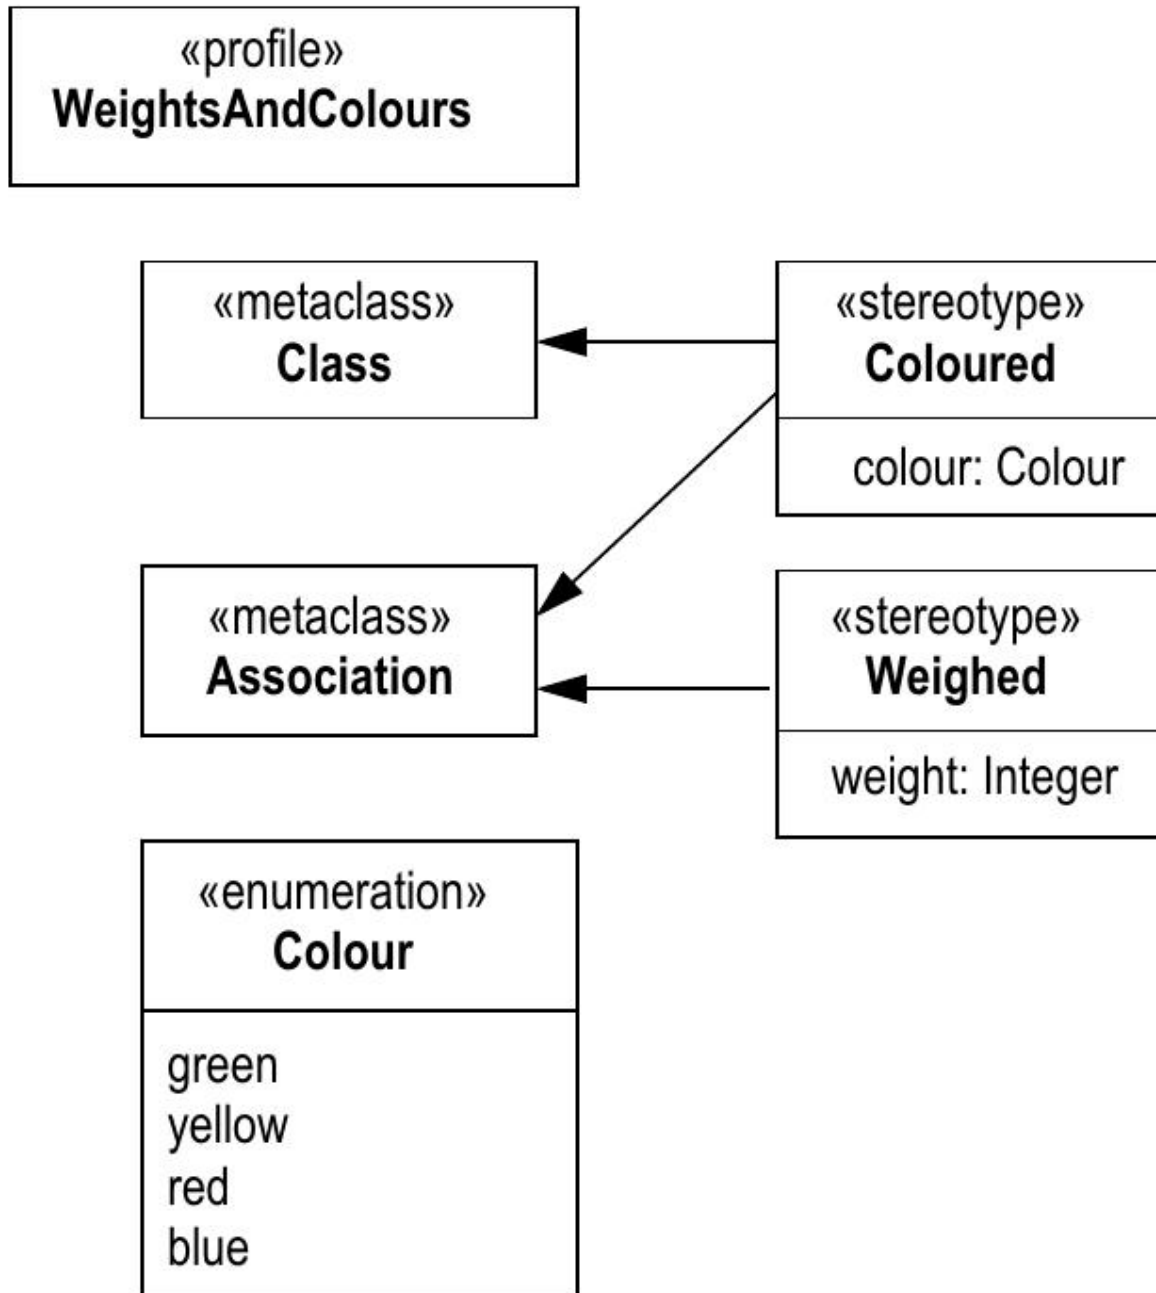 «profile»
WeightsAndColours
«metaclass»
Class
«stereotype»
Coloured
colour: Colour
«metaclass»
Association
«stereotype»
Weighed
weight: Integer
«enumeration»
Colour
green
yellow
red
blue